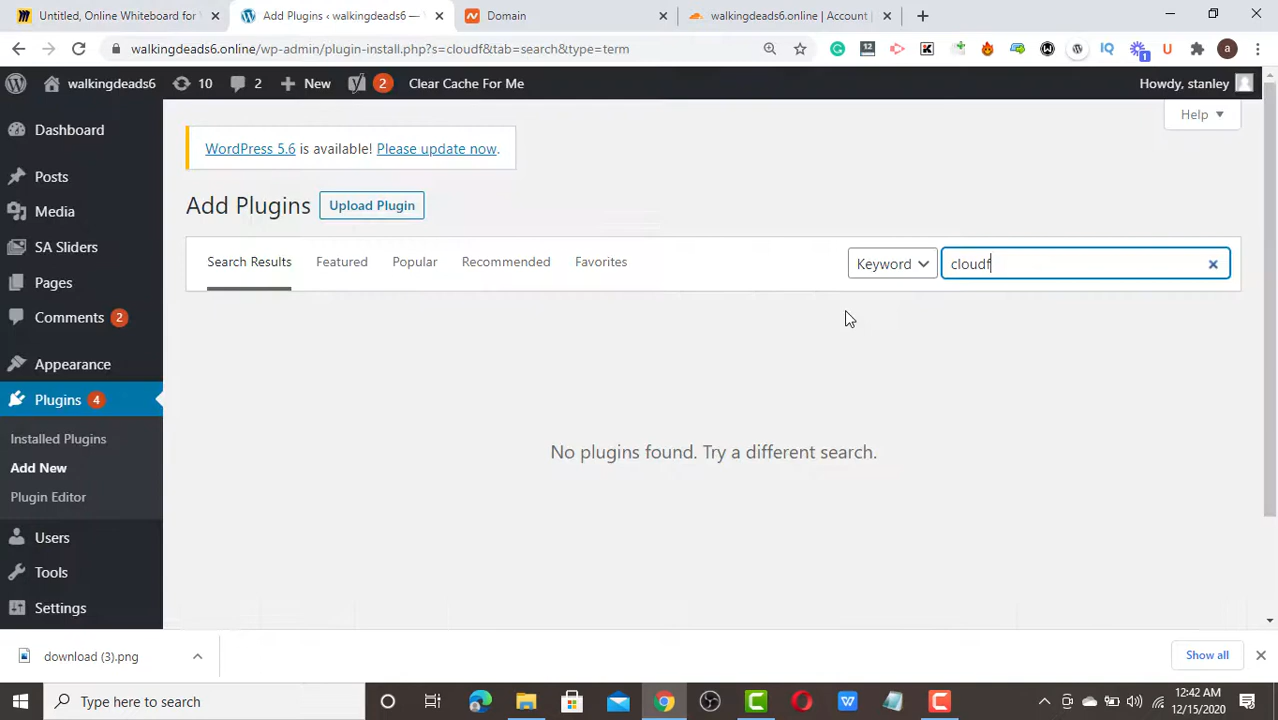 Untitled, Online Whiteboard for
Add Plugins ‹ walkingdeads6 —
Domain
walkingdeads6.online | Account |
walkingdeads6.online/wp-admin/plugin-install.php?s=cloudf&tab=search&type=term
12
IQ
1
U
a
walkingdeads6
10
2
New
2
Clear Cache For Me
Howdy, stanley
Help
Dashboard
Posts
Media
SA Sliders
Pages
Comments 2
Appearance
Plugins 4
Installed Plugins
Add New
Plugin Editor
Users
Tools
Settings
WordPress 5.6 is available! Please update now.
Add Plugins
Upload Plugin
Search Results
Featured
Popular
Recommended
Favorites
Keyword
cloudf
No plugins found. Try a different search.
download (3).png
Show all
Type here to search
12:42 AM
12/15/2020